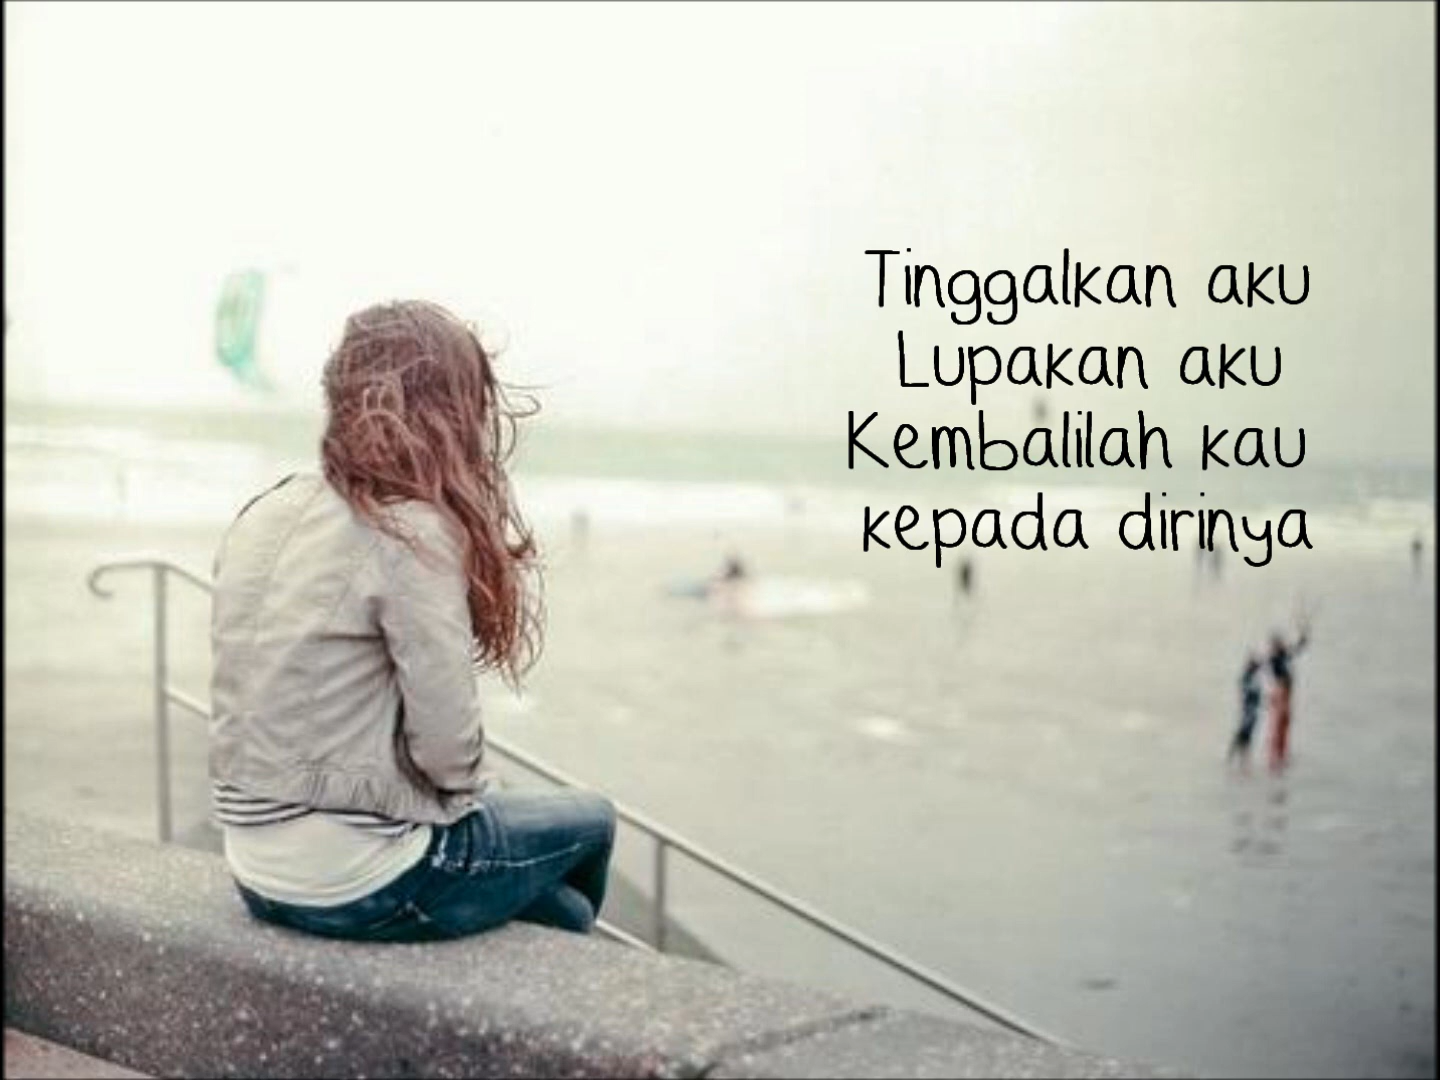 Tinggalkan aku
Lupakan aku
Kembalilah kau
kepada dirinya